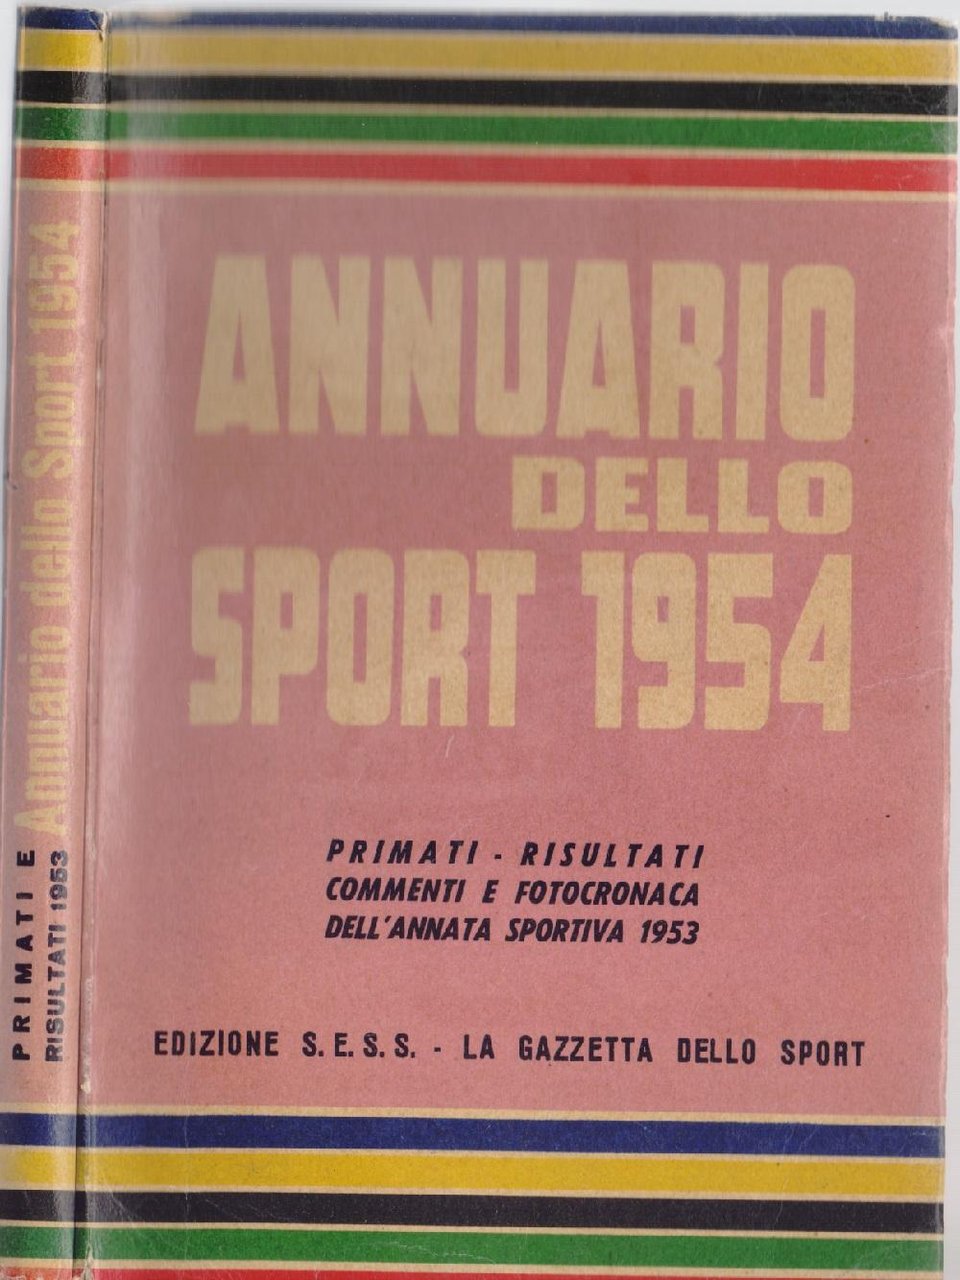 ANNUARIO
DELLO
SPORT 1954
PRIMATI - RISULTATI
COMMENTI E FOTOCRONACA
DELL'ANNATA SPORTIVA 1953
EDIZIONE S.E.S.S. - LA GAZZETTA DELLO SPORT
PRIMATI E
RISULTATI 1953
Annuario dello Sport 1954